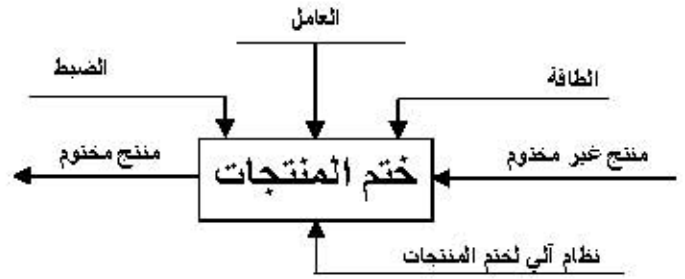 العامل
الضبط
الطاقة
منتج غير مختوم
ختم المنتجات
منتج مختوم
نظام آلي لختم المنتجات